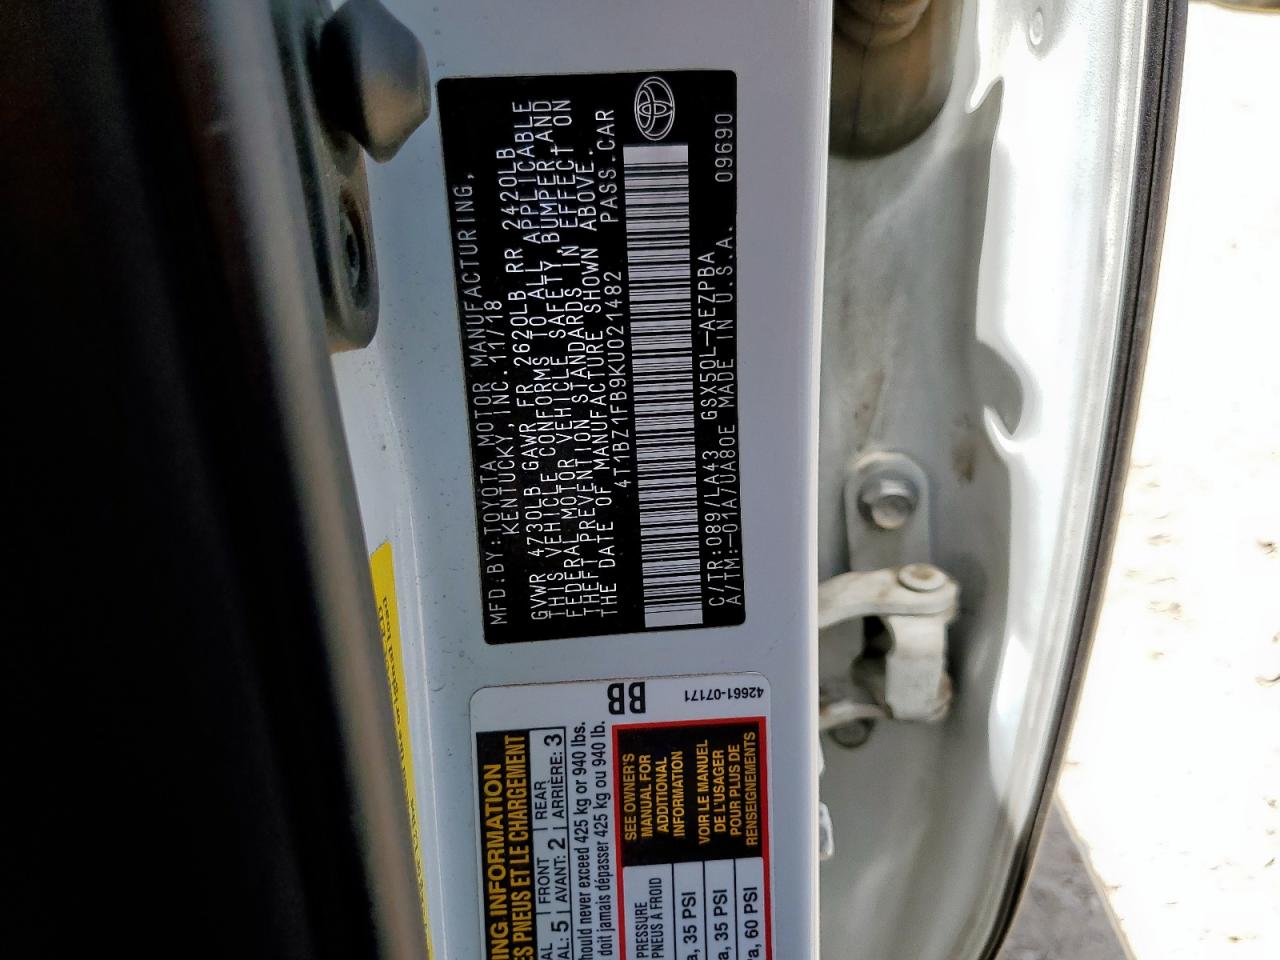 MFD.BY:TOYOTA MOTOR MANUFACTURING,
KENTUCKY,INC. 11/18
GVWR 4730LB GAWR FR 2620LB RR 2420LB
THIS VEHICLE CONFORMS TO ALL APPLICABLE
FEDERAL MOTOR VEHICLE SAFETY,BUMPER,AND
THEFT PREVENTION STANDARDS IN EFFECT ON
THE DATE OF MANUFACTURE SHOWN ABOVE.
4T1BZ1FB9KU021482 PASS.CAR
C/TR:089/LA43 GSX50L-AEZPBA 09690
A/TM:-01A/0A80E MADE IN U.S.A.
BB
42661-07171
ING INFORMATION
ES PNEUS ET LE CHARGEMENT
AL FRONT REAR
AL: 5 AVANT: 2 ARRIÈRE: 3
hould never exceed 425 kg or 940 lbs.
doit jamais dépasser 425 kg ou 940 lb.
PRESSURE
PNEUS A FROID
a, 35 PSI
a, 35 PSI
a, 60 PSI
SEE OWNER'S
MANUAL FOR
ADDITIONAL
INFORMATION
VOIR LE MANUEL
DE L'USAGER
POUR PLUS DE
RENSEIGNEMENTS